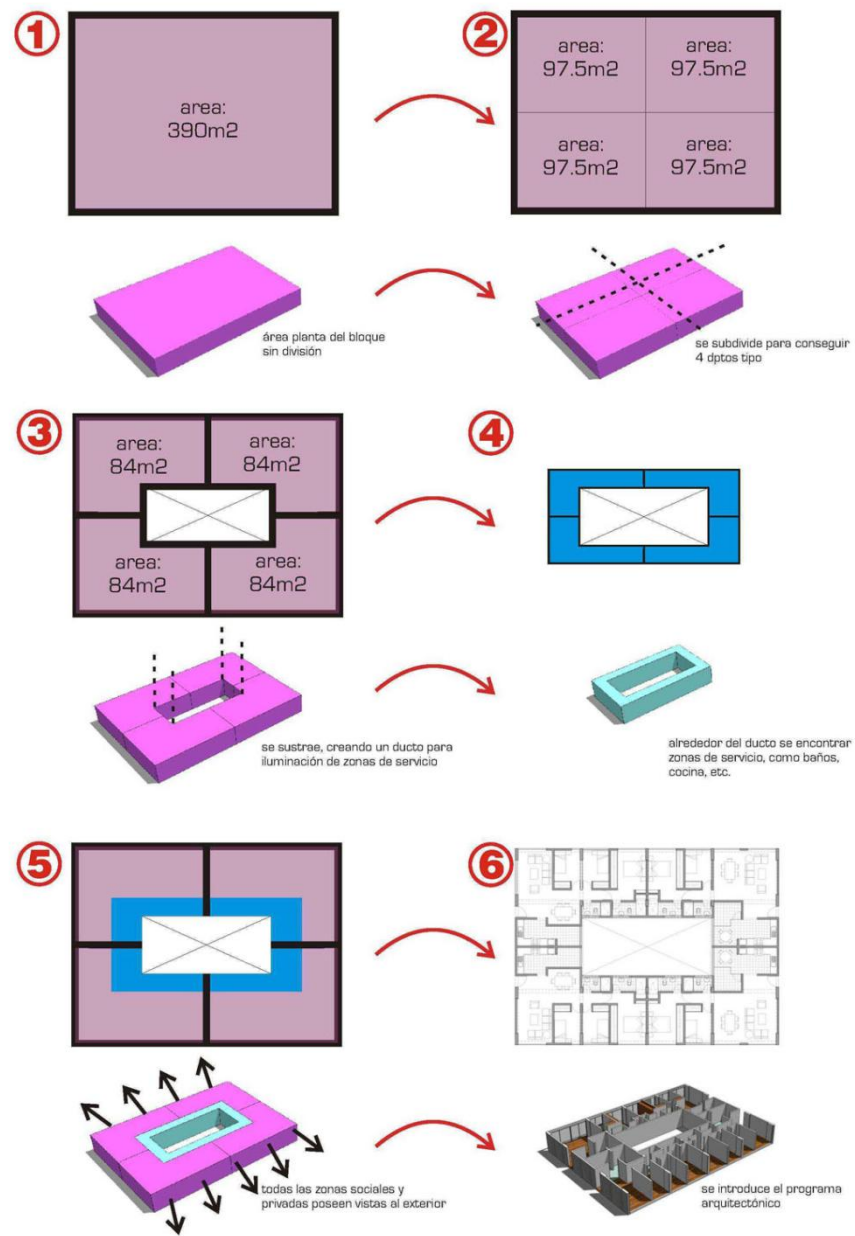 1
area:
390m2
2
area:
97.5m2
area:
97.5m2
area:
97.5m2
area:
97.5m2
área planta del bloque
sin división
se subdivide para conseguir
4 dptos tipo
3
area:
84m2
area:
84m2
area:
84m2
area:
84m2
4
se sustrae, creando un ducto para
iluminación de zonas de servicio
alrededor del ducto se encontrar
zonas de servicio, como baños,
cocina, etc.
5
6
todas las zonas sociales y
privadas poseen vistas al exterior
se introduce el programa
arquitectónico